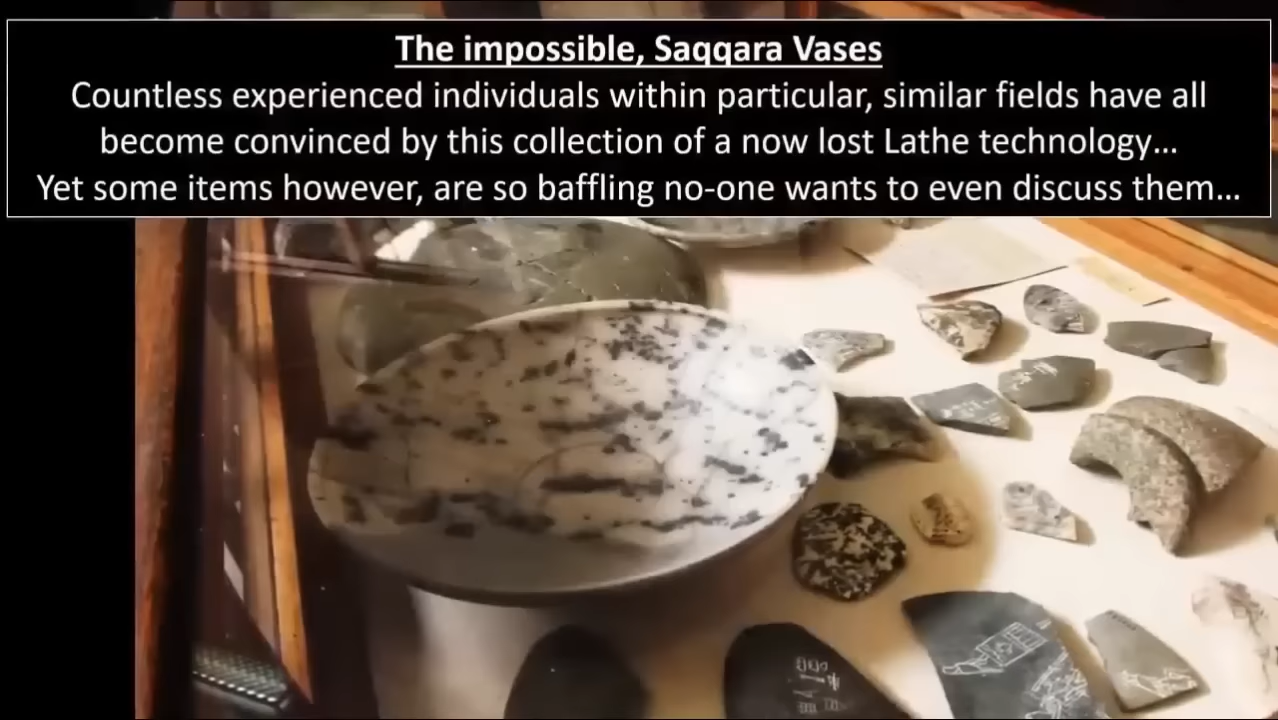 The impossible, Saqqara Vases
Countless experienced individuals within particular, similar fields have all
become convinced by this collection of a now lost Lathe technology...
Yet some items however, are so baffling no-one wants to even discuss them...